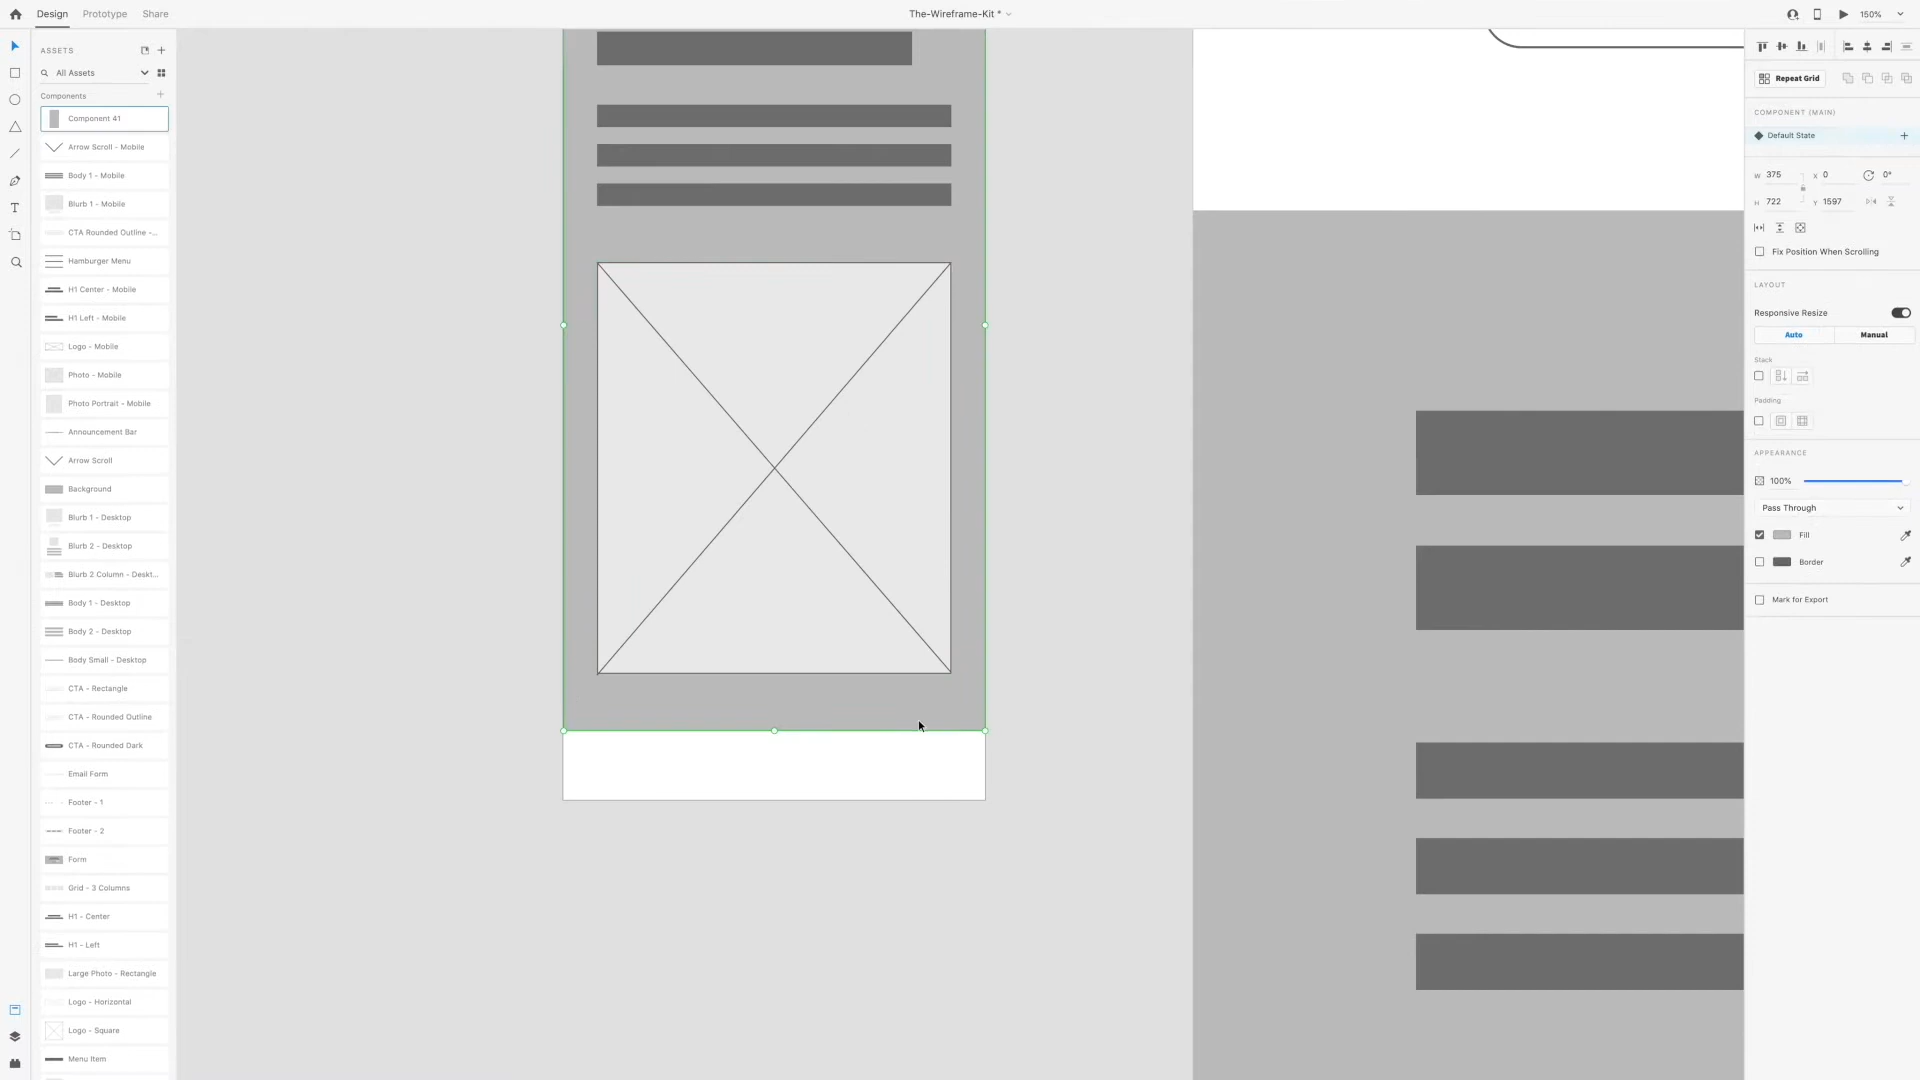 Design
Prototype
Share
The-Wireframe-Kit *
150%
ASSETS
All Assets
Components
Component 41
Arrow Scroll - Mobile
Body 1 - Mobile
Blurb 1 - Mobile
CTA Rounded Outline -...
Hamburger Menu
H1 Center - Mobile
H1 Left - Mobile
Logo - Mobile
Photo - Mobile
Photo Portrait - Mobile
Announcement Bar
Arrow Scroll
Background
Blurb 1 - Desktop
Blurb 2 - Desktop
Blurb 2 Column - Deskt...
Body 1 - Desktop
Body 2 - Desktop
Body Small - Desktop
CTA - Rectangle
CTA - Rounded Outline
CTA - Rounded Dark
Email Form
Footer - 1
Footer - 2
Form
Grid - 3 Columns
H1 - Center
H1 - Left
Large Photo - Rectangle
Logo - Horizontal
Logo - Square
Menu Item
Repeat Grid
COMPONENT (MAIN)
Default State
W 375 X 0 0°
H 722 Y 1597
Fix Position When Scrolling
LAYOUT
Responsive Resize
Auto
Manual
Stack
Padding
APPEARANCE
100%
Pass Through
Fill
Border
Mark for Export